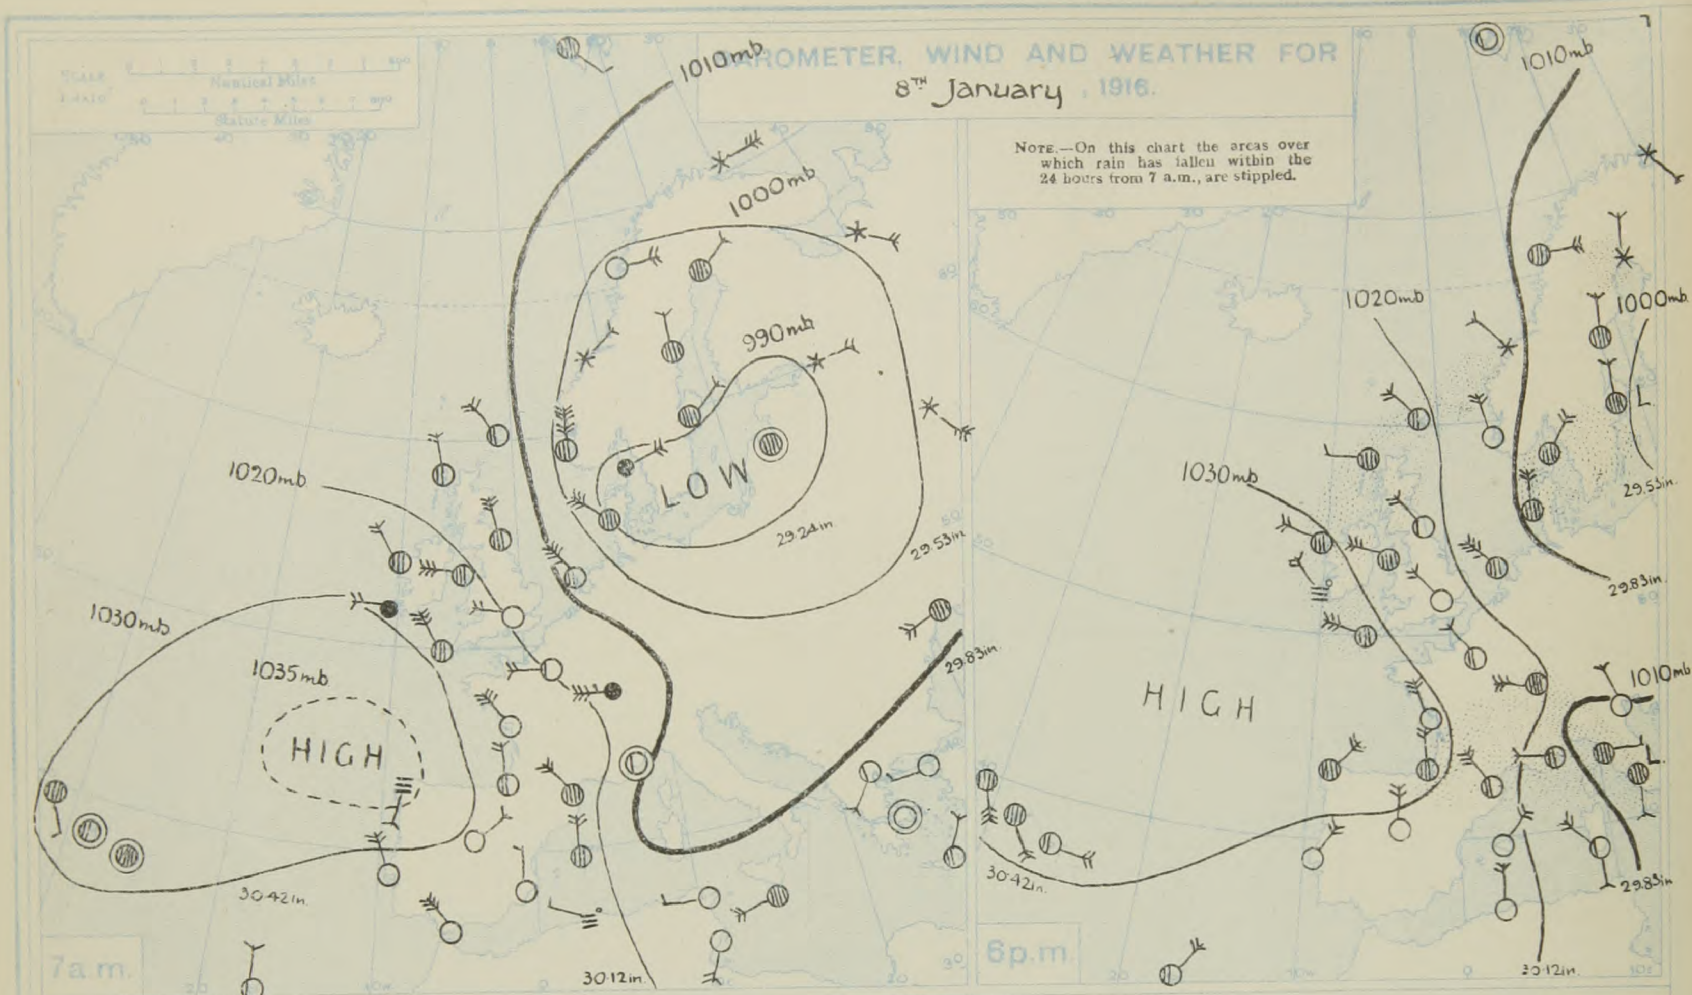 BAROMETER, WIND AND WEATHER FOR
8TH January, 1916.
NOTE.—On this chart the areas over
which rain has fallen within the
24 hours from 7 a.m., are stippled.
7
SCALE
Nautical Miles
Statute Miles
1010mb
1000mb
990mb
LOW
29.24in.
29.53in.
1020mb
1030mb
1035mb
HIGH
30.42in.
30.12in.
29.83in.
7a.m.
1010mb
1020mb
1000mb.
L.
29.53in.
1030mb
29.83in.
HIGH
1010mb
L.
30.42in.
29.83in
30.12in.
6p.m